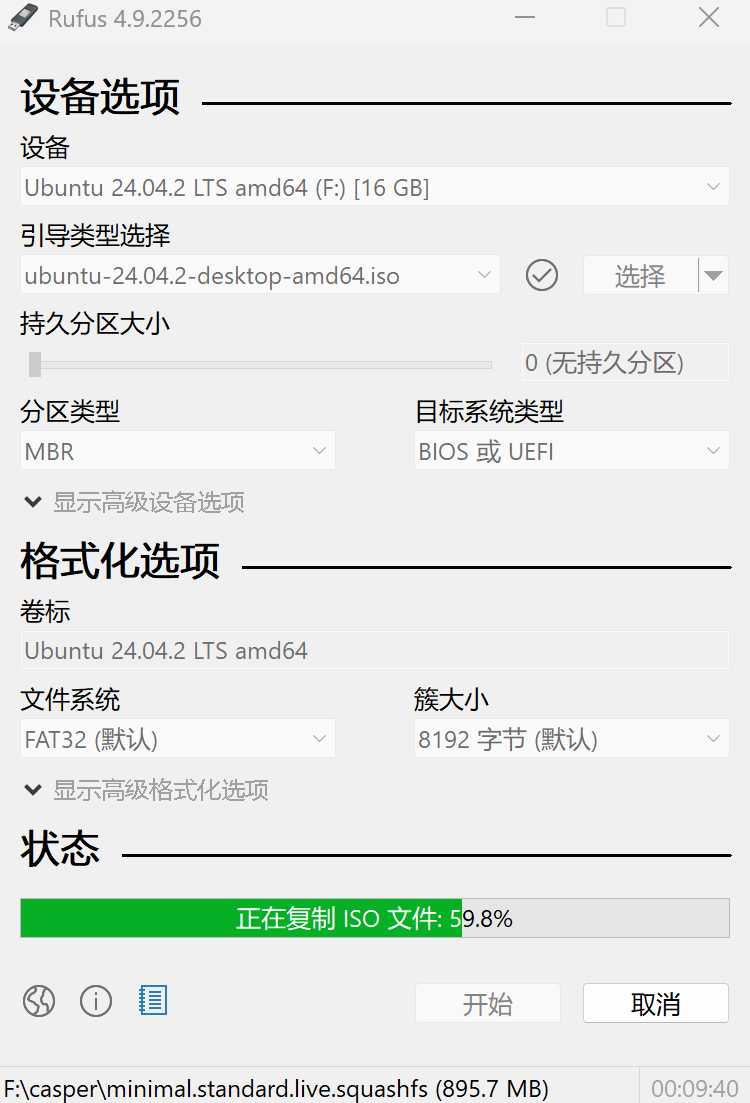 Rufus 4.9.2256
设备选项
设备
Ubuntu 24.04.2 LTS amd64 (F:) [16 GB]
引导类型选择
ubuntu-24.04.2-desktop-amd64.iso 选择
持久分区大小
0 (无持久分区)
分区类型 目标系统类型
MBR BIOS 或 UEFI
显示高级设备选项
格式化选项
卷标
Ubuntu 24.04.2 LTS amd64
文件系统 簇大小
FAT32 (默认) 8192 字节 (默认)
显示高级格式化选项
状态
正在复制 ISO 文件: 59.8%
开始 取消
F:\casper\minimal.standard.live.squashfs (895.7 MB) 00:09:40